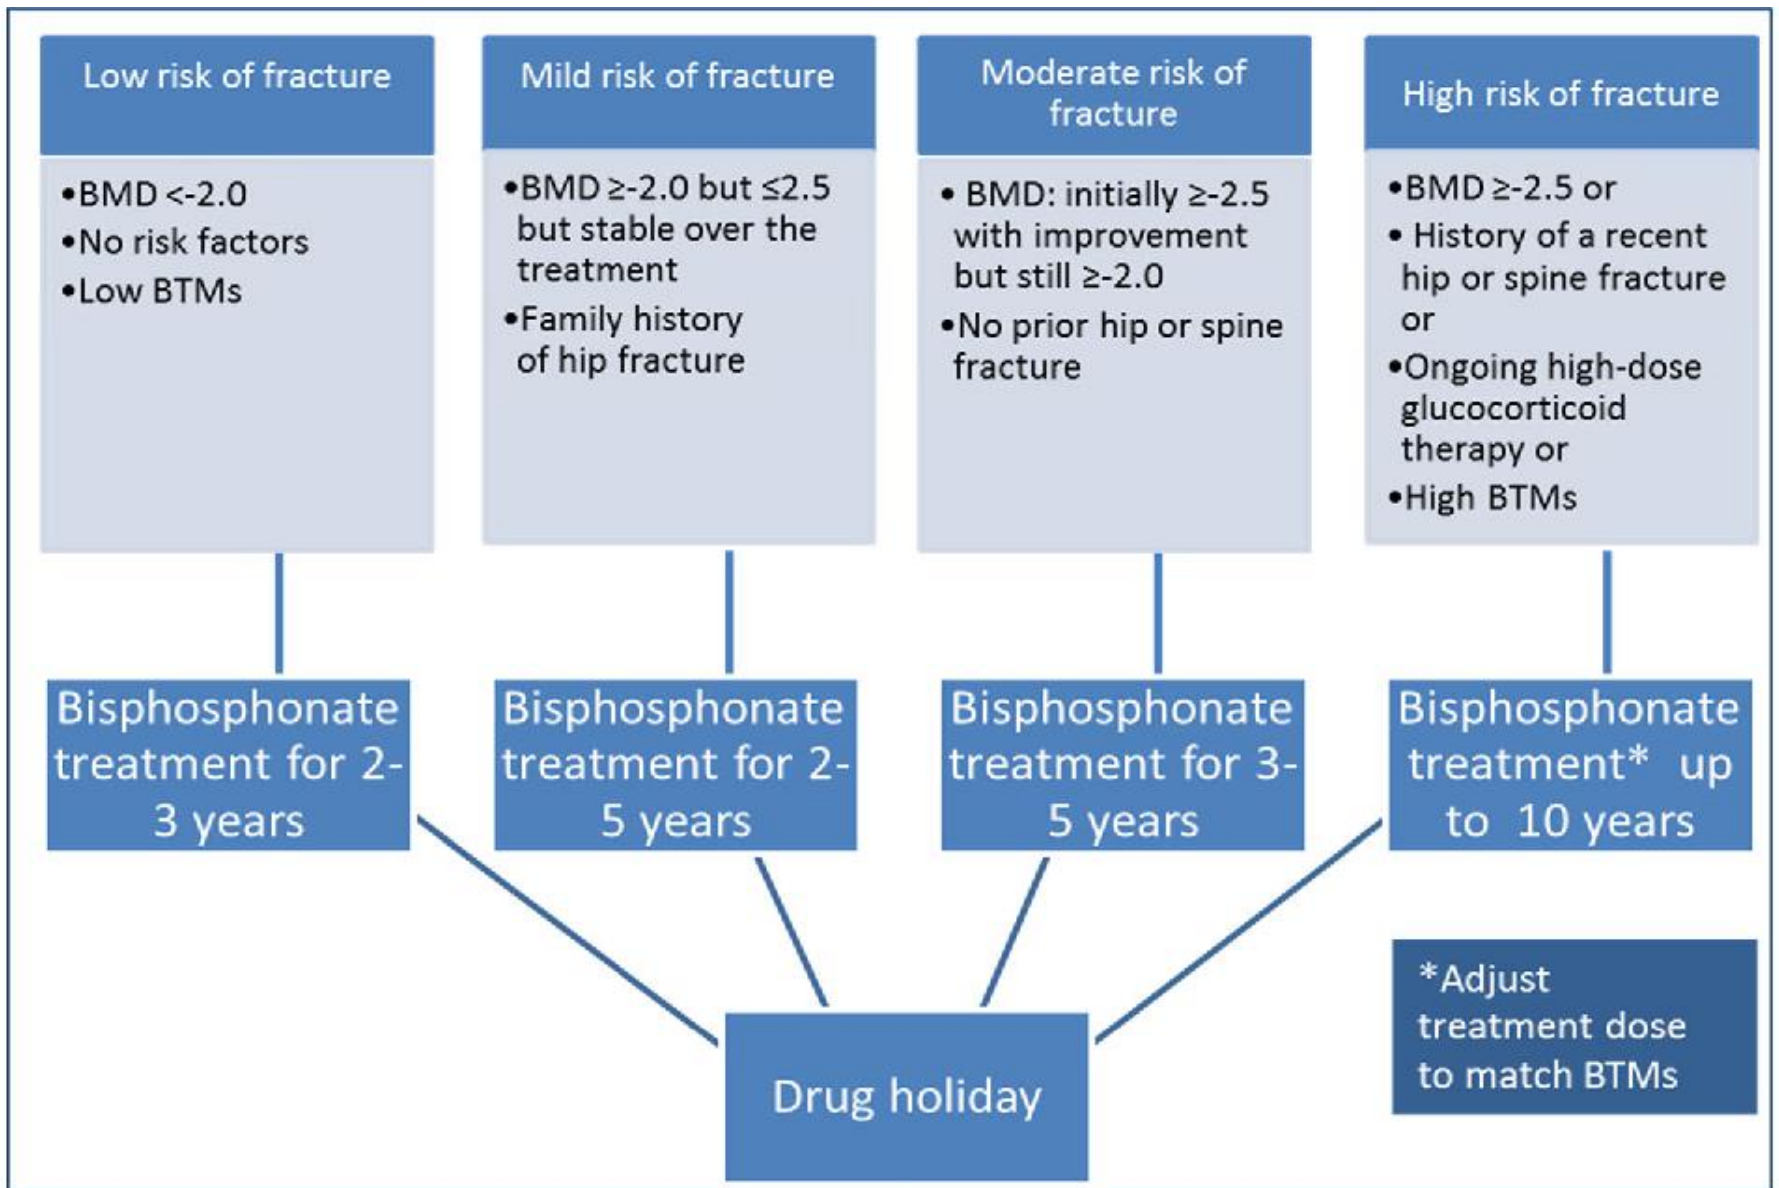 Low risk of fracture
•BMD <-2.0
•No risk factors
•Low BTMs
Mild risk of fracture
•BMD ≥-2.0 but ≤2.5
but stable over the
treatment
•Family history
of hip fracture
Moderate risk of
fracture
• BMD: initially ≥-2.5
with improvement
but still ≥-2.0
•No prior hip or spine
fracture
High risk of fracture
•BMD ≥-2.5 or
• History of a recent
hip or spine fracture
or
•Ongoing high-dose
glucocorticoid
therapy or
•High BTMs
Bisphosphonate
treatment for 2-
3 years
Bisphosphonate
treatment for 2-
5 years
Bisphosphonate
treatment for 3-
5 years
Bisphosphonate
treatment* up
to 10 years
Drug holiday
*Adjust
treatment dose
to match BTMs